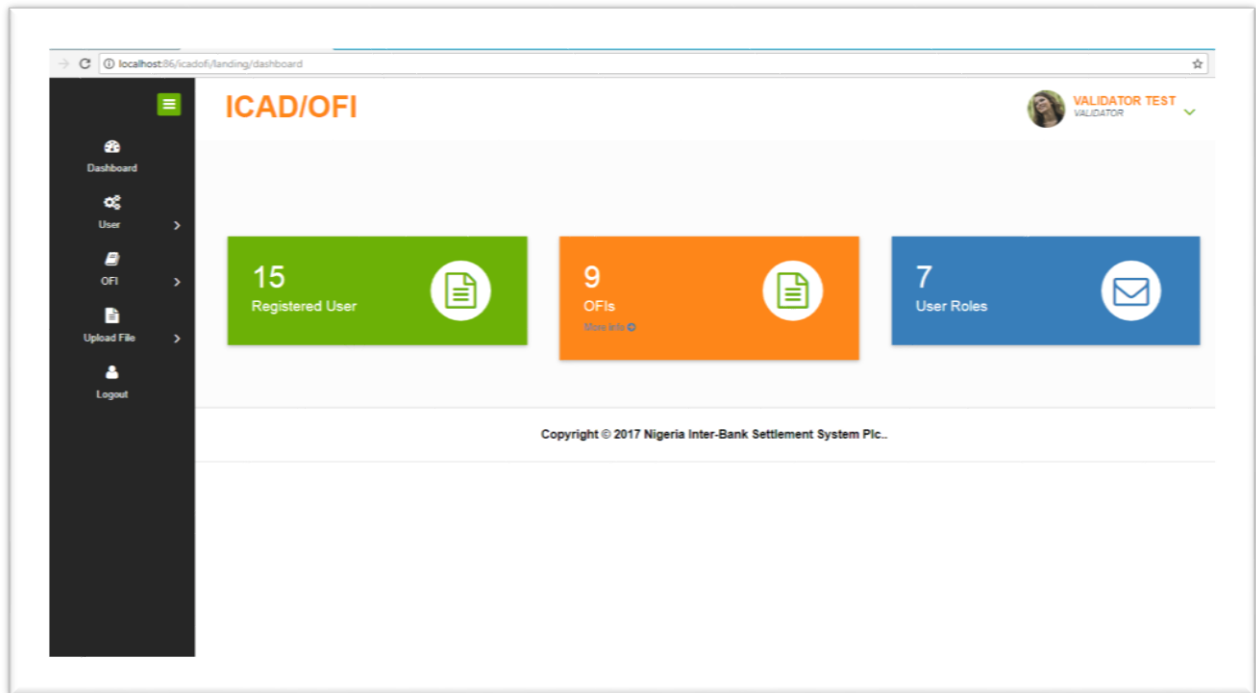 localhost:86/icadofi/landing/dashboard
ICAD/OFI
VALIDATOR TEST
VALIDATOR
Dashboard
User
OFI
Upload File
Logout
15
Registered User
9
OFIs
More Info
7
User Roles
Copyright © 2017 Nigeria Inter-Bank Settlement System Plc..